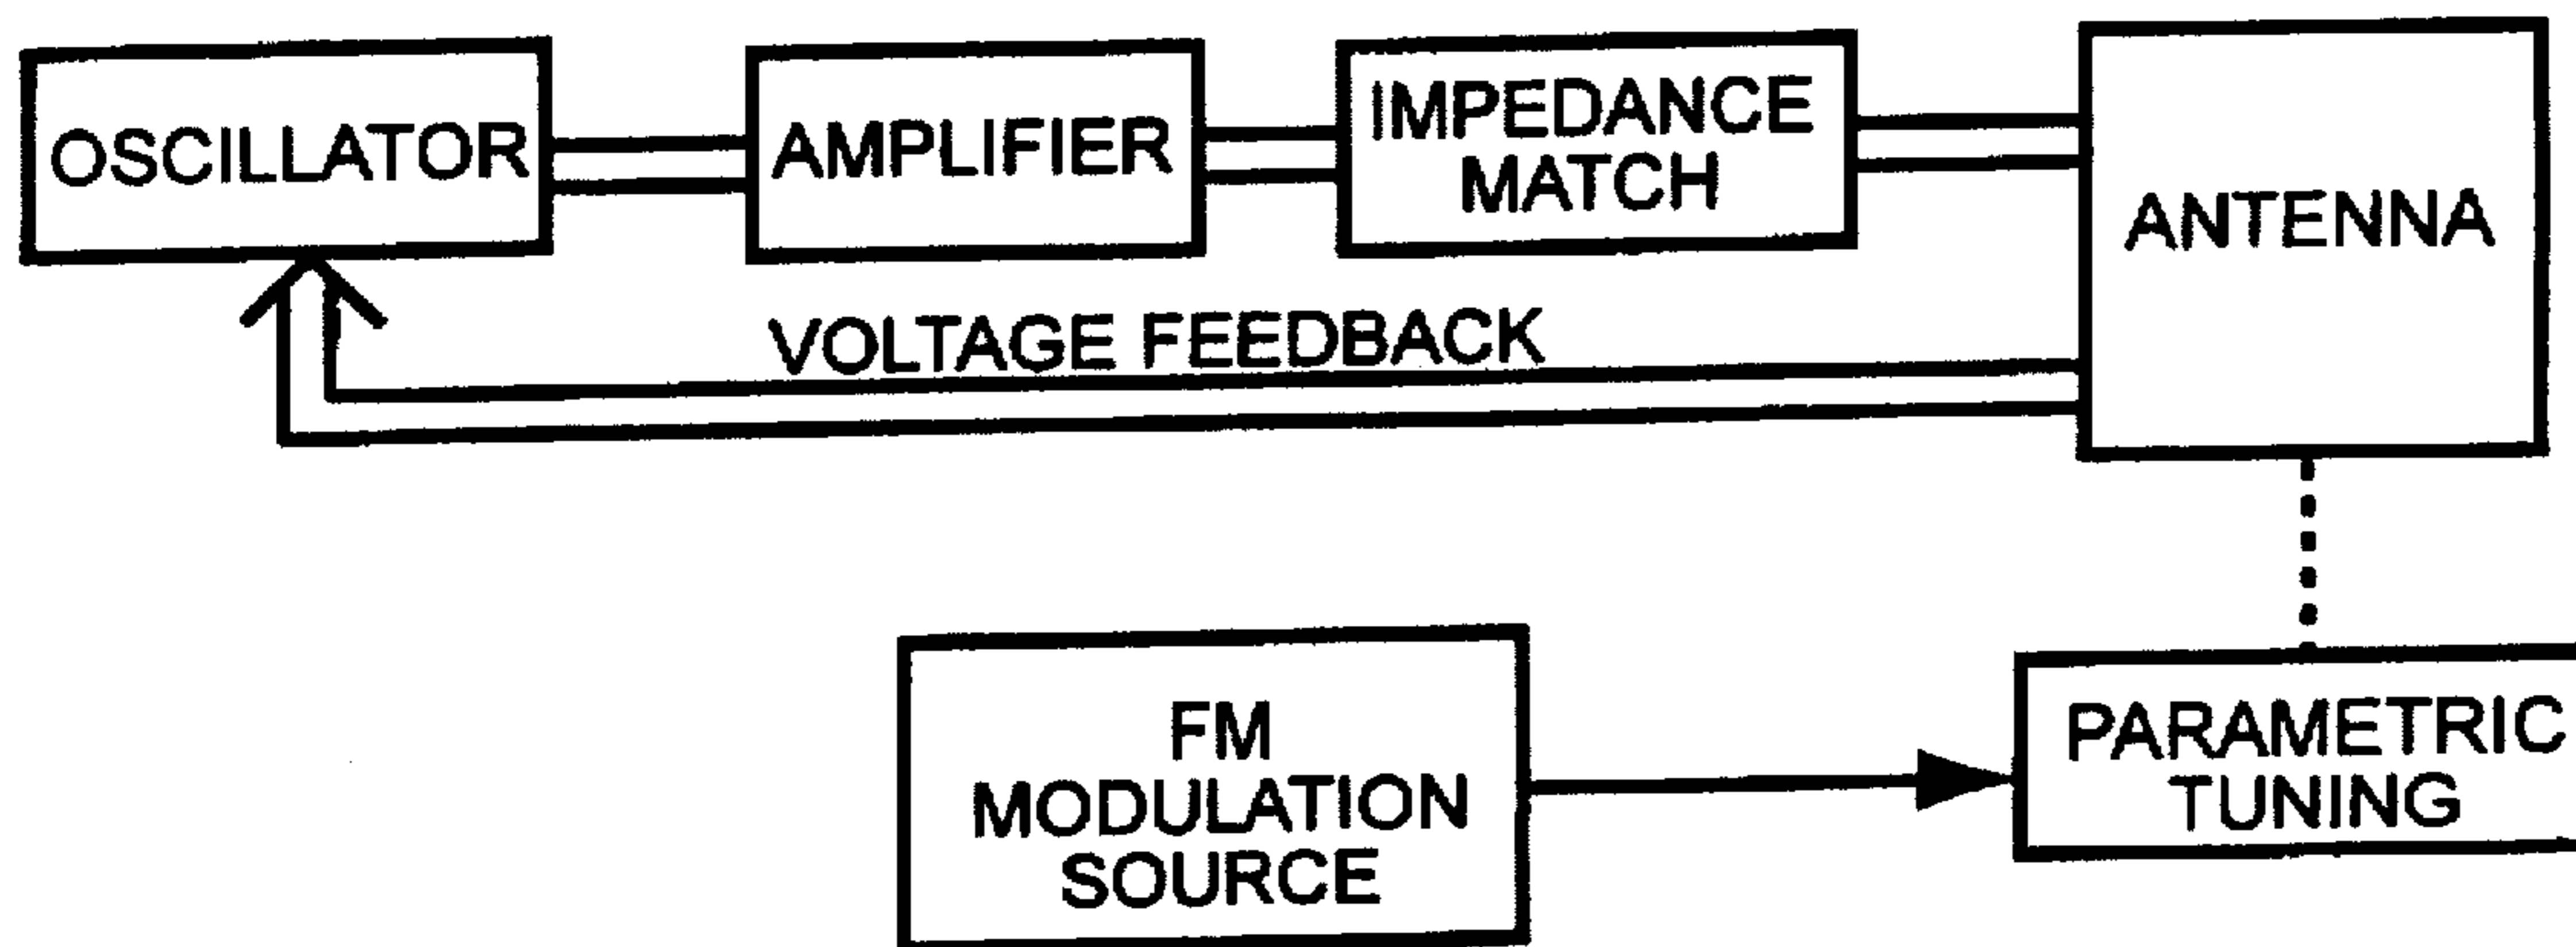 OSCILLATOR
AMPLIFIER
IMPEDANCE
MATCH
ANTENNA
VOLTAGE FEEDBACK
FM
MODULATION
SOURCE
PARAMETRIC
TUNING